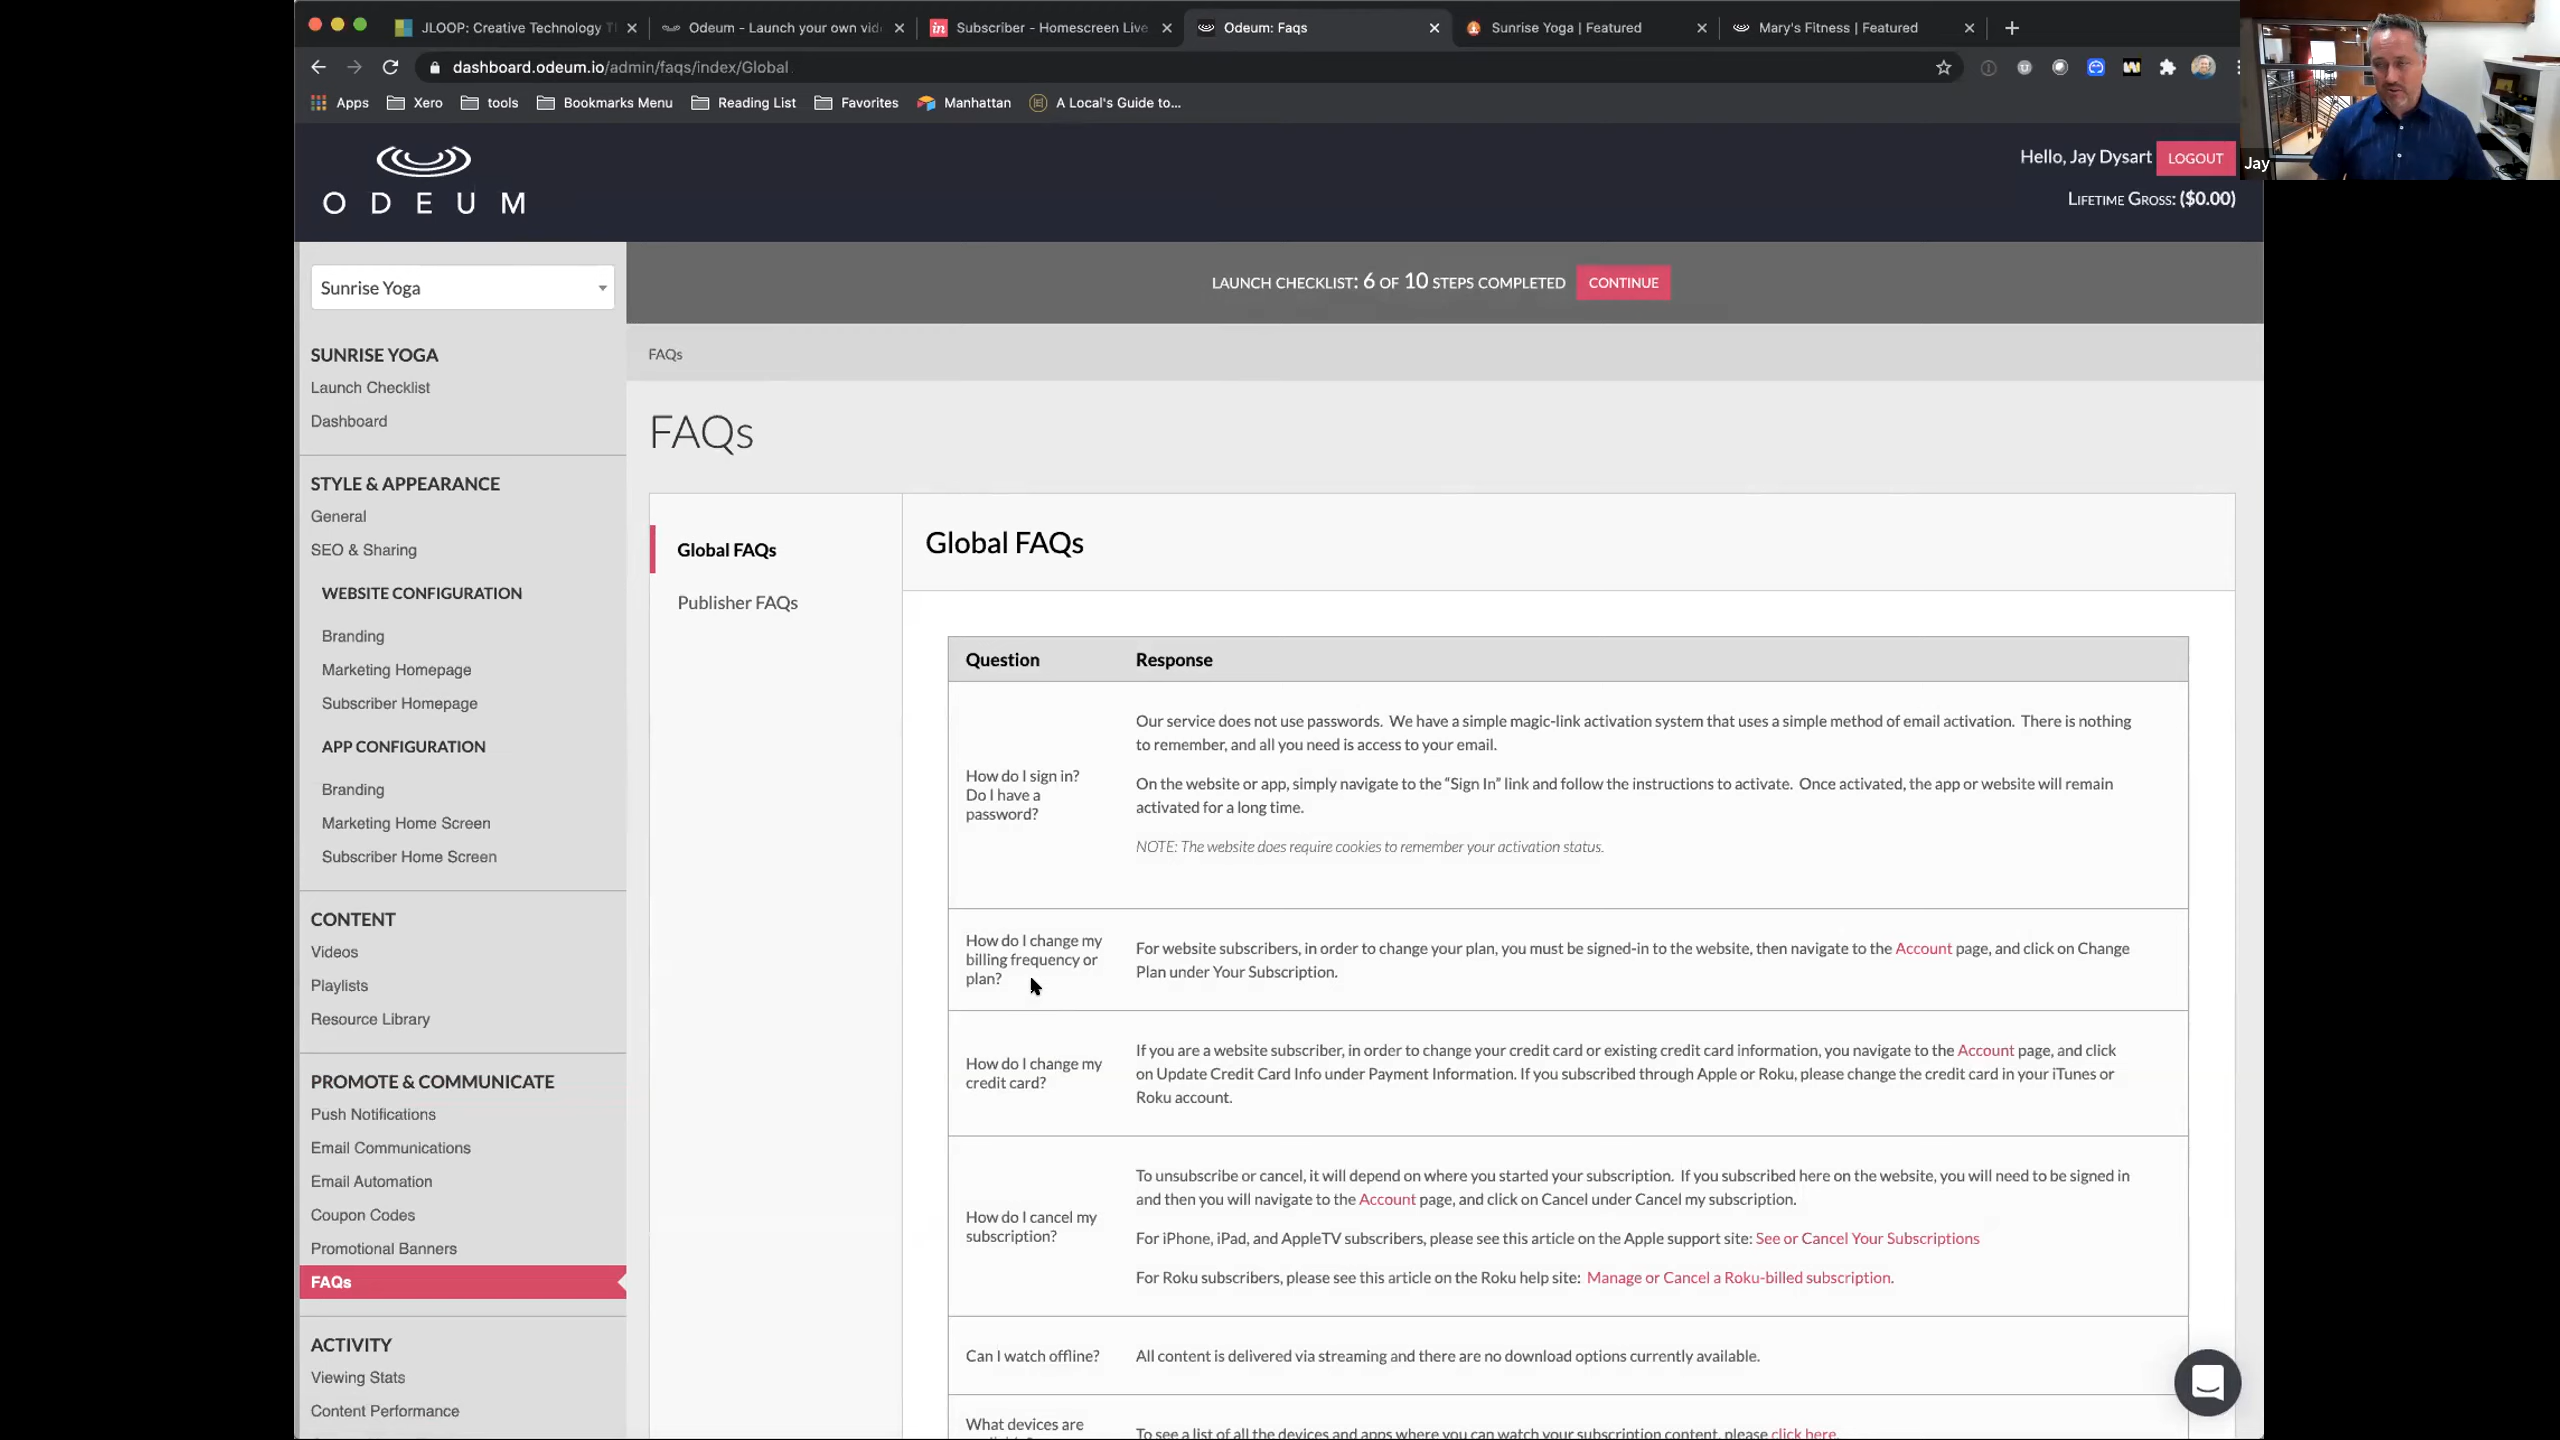 JLOOP: Creative Technology T
Odeum - Launch your own vid
Subscriber - Homescreen Live
Odeum: Faqs
Sunrise Yoga | Featured
Mary's Fitness | Featured
dashboard.odeum.io/admin/faqs/index/Global
Apps
Xero
tools
Bookmarks Menu
Reading List
Favorites
Manhattan
A Local's Guide to...
Jay
ODEUM
Hello, Jay Dysart
LOGOUT
LIFETIME GROSS: ($0.00)
Sunrise Yoga
LAUNCH CHECKLIST: 6 OF 10 STEPS COMPLETED
CONTINUE
SUNRISE YOGA
Launch Checklist
Dashboard
STYLE & APPEARANCE
General
SEO & Sharing
WEBSITE CONFIGURATION
Branding
Marketing Homepage
Subscriber Homepage
APP CONFIGURATION
Branding
Marketing Home Screen
Subscriber Home Screen
CONTENT
Videos
Playlists
Resource Library
PROMOTE & COMMUNICATE
Push Notifications
Email Communications
Email Automation
Coupon Codes
Promotional Banners
FAQs
ACTIVITY
Viewing Stats
Content Performance
FAQs
FAQs
Global FAQs
Publisher FAQs
Global FAQs
Question
Response
How do I sign in?
Do I have a
password?
Our service does not use passwords. We have a simple magic-link activation system that uses a simple method of email activation. There is nothing
to remember, and all you need is access to your email.
On the website or app, simply navigate to the “Sign In” link and follow the instructions to activate. Once activated, the app or website will remain
activated for a long time.
NOTE: The website does require cookies to remember your activation status.
How do I change my
billing frequency or
plan?
For website subscribers, in order to change your plan, you must be signed-in to the website, then navigate to the Account page, and click on Change
Plan under Your Subscription.
How do I change my
credit card?
If you are a website subscriber, in order to change your credit card or existing credit card information, you navigate to the Account page, and click
on Update Credit Card Info under Payment Information. If you subscribed through Apple or Roku, please change the credit card in your iTunes or
Roku account.
How do I cancel my
subscription?
To unsubscribe or cancel, it will depend on where you started your subscription. If you subscribed here on the website, you will need to be signed in
and then you will navigate to the Account page, and click on Cancel under Cancel my subscription.
For iPhone, iPad, and AppleTV subscribers, please see this article on the Apple support site: See or Cancel Your Subscriptions
For Roku subscribers, please see this article on the Roku help site: Manage or Cancel a Roku-billed subscription.
Can I watch offline?
All content is delivered via streaming and there are no download options currently available.
What devices are
To see a list of all the devices and apps where you can watch your subscription content, please click here.